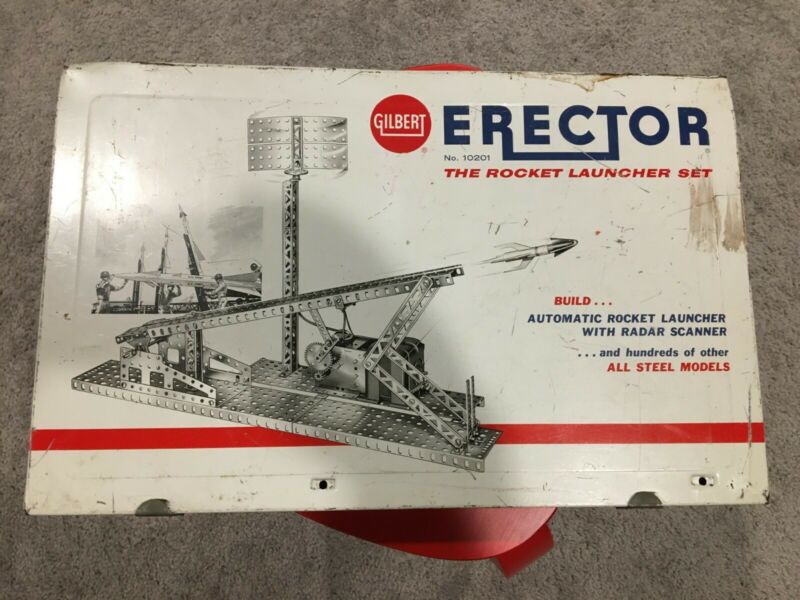 GILBERT
ERECTOR
No. 10201
THE ROCKET LAUNCHER SET
BUILD...
AUTOMATIC ROCKET LAUNCHER
WITH RADAR SCANNER
...and hundreds of other
ALL STEEL MODELS